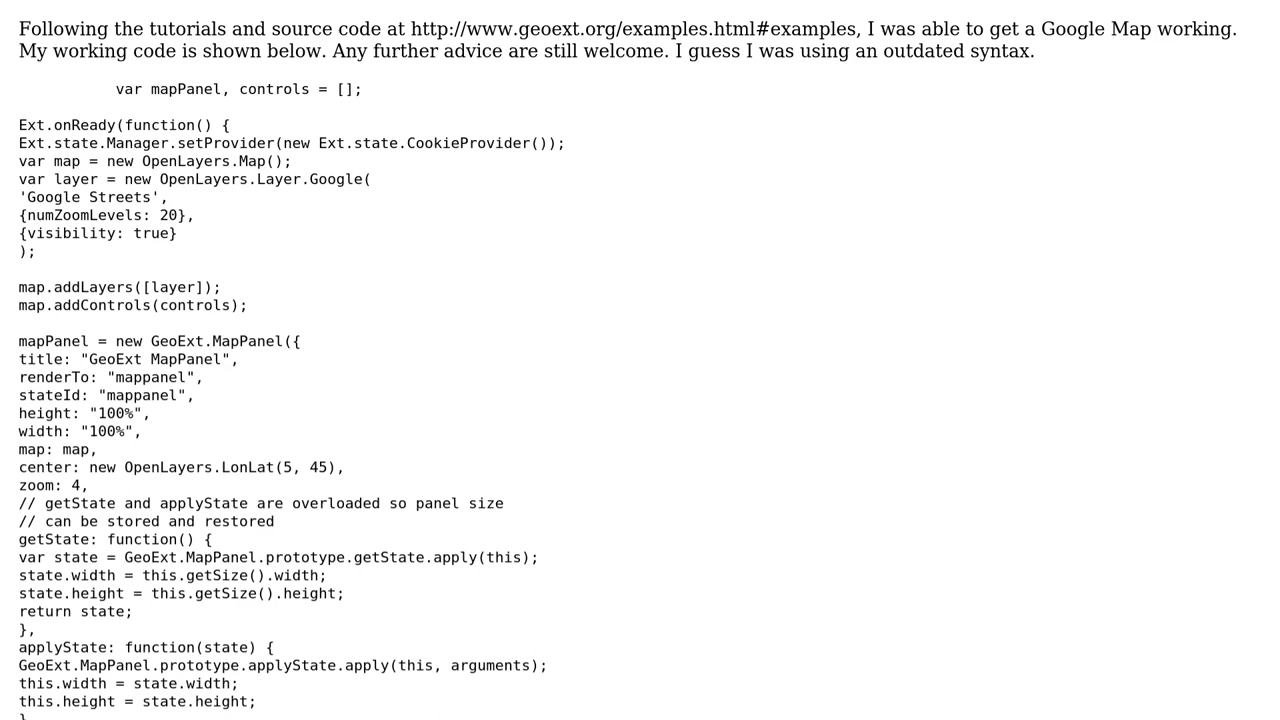 Following the tutorials and source code at http://www.geoext.org/examples.html#examples, I was able to get a Google Map working.
My working code is shown below. Any further advice are still welcome. I guess I was using an outdated syntax.
var mapPanel, controls = [];
Ext.onReady(function() {
Ext.state.Manager.setProvider(new Ext.state.CookieProvider());
var map = new OpenLayers.Map();
var layer = new OpenLayers.Layer.Google(
'Google Streets',
{numZoomLevels: 20},
{visibility: true}
);
map.addLayers([layer]);
map.addControls(controls);
mapPanel = new GeoExt.MapPanel({
title: "GeoExt MapPanel",
renderTo: "mappanel",
stateId: "mappanel",
height: "100%",
width: "100%",
map: map,
center: new OpenLayers.LonLat(5, 45),
zoom: 4,
// getState and applyState are overloaded so panel size
// can be stored and restored
getState: function() {
var state = GeoExt.MapPanel.prototype.getState.apply(this);
state.width = this.getSize().width;
state.height = this.getSize().height;
return state;
},
applyState: function(state) {
GeoExt.MapPanel.prototype.applyState.apply(this, arguments);
this.width = state.width;
this.height = state.height;
}